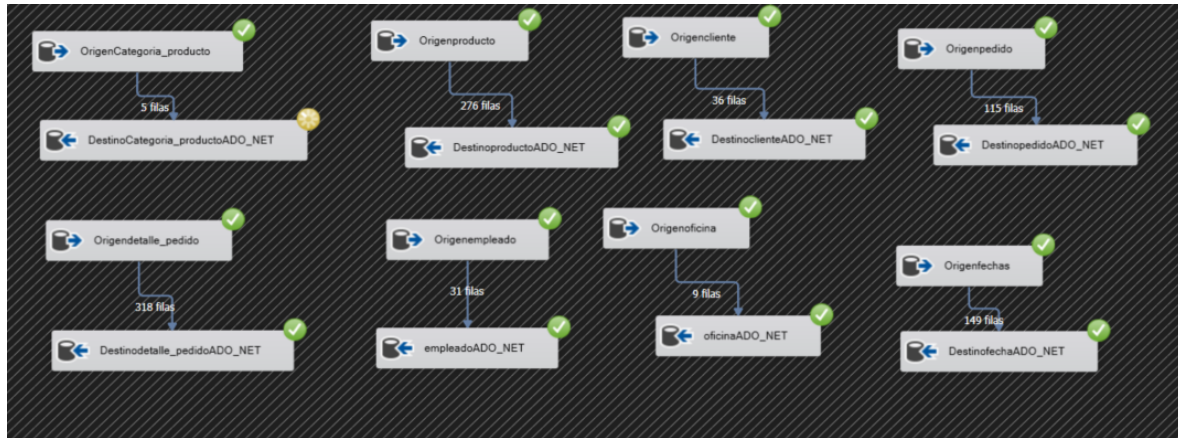 OrigenCategoria_producto
5 filas
DestinoCategoria_productoADO_NET
Origenproducto
276 filas
DestinoproductoADO_NET
Origencliente
36 filas
DestinoclienteADO_NET
Origenpedido
115 filas
DestinopedidoADO_NET
Origendetalle_pedido
318 filas
Destinodetalle_pedidoADO_NET
Origenempleado
31 filas
empleadoADO_NET
Origenoficina
9 filas
oficinaADO_NET
Origenfechas
149 filas
DestinofechaADO_NET